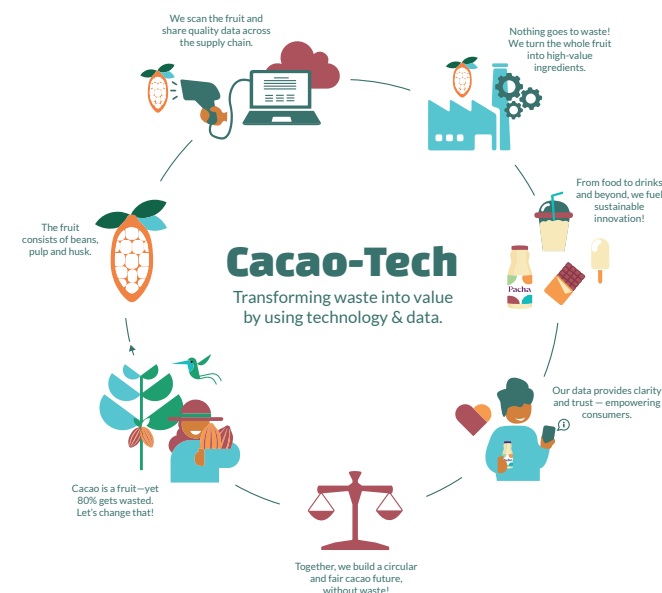 We scan the fruit and
share quality data across
the supply chain.
Nothing goes to waste!
We turn the whole fruit
into high-value
ingredients.
From food to drinks
and beyond, we fuel
sustainable
innovation!
Pacha
Our data provides clarity
and trust — empowering
consumers.
Together, we build a circular
and fair cacao future,
without waste!
Cacao is a fruit—yet
80% gets wasted.
Let's change that!
The fruit
consists of beans,
pulp and husk.
Cacao-Tech
Transforming waste into value
by using technology & data.